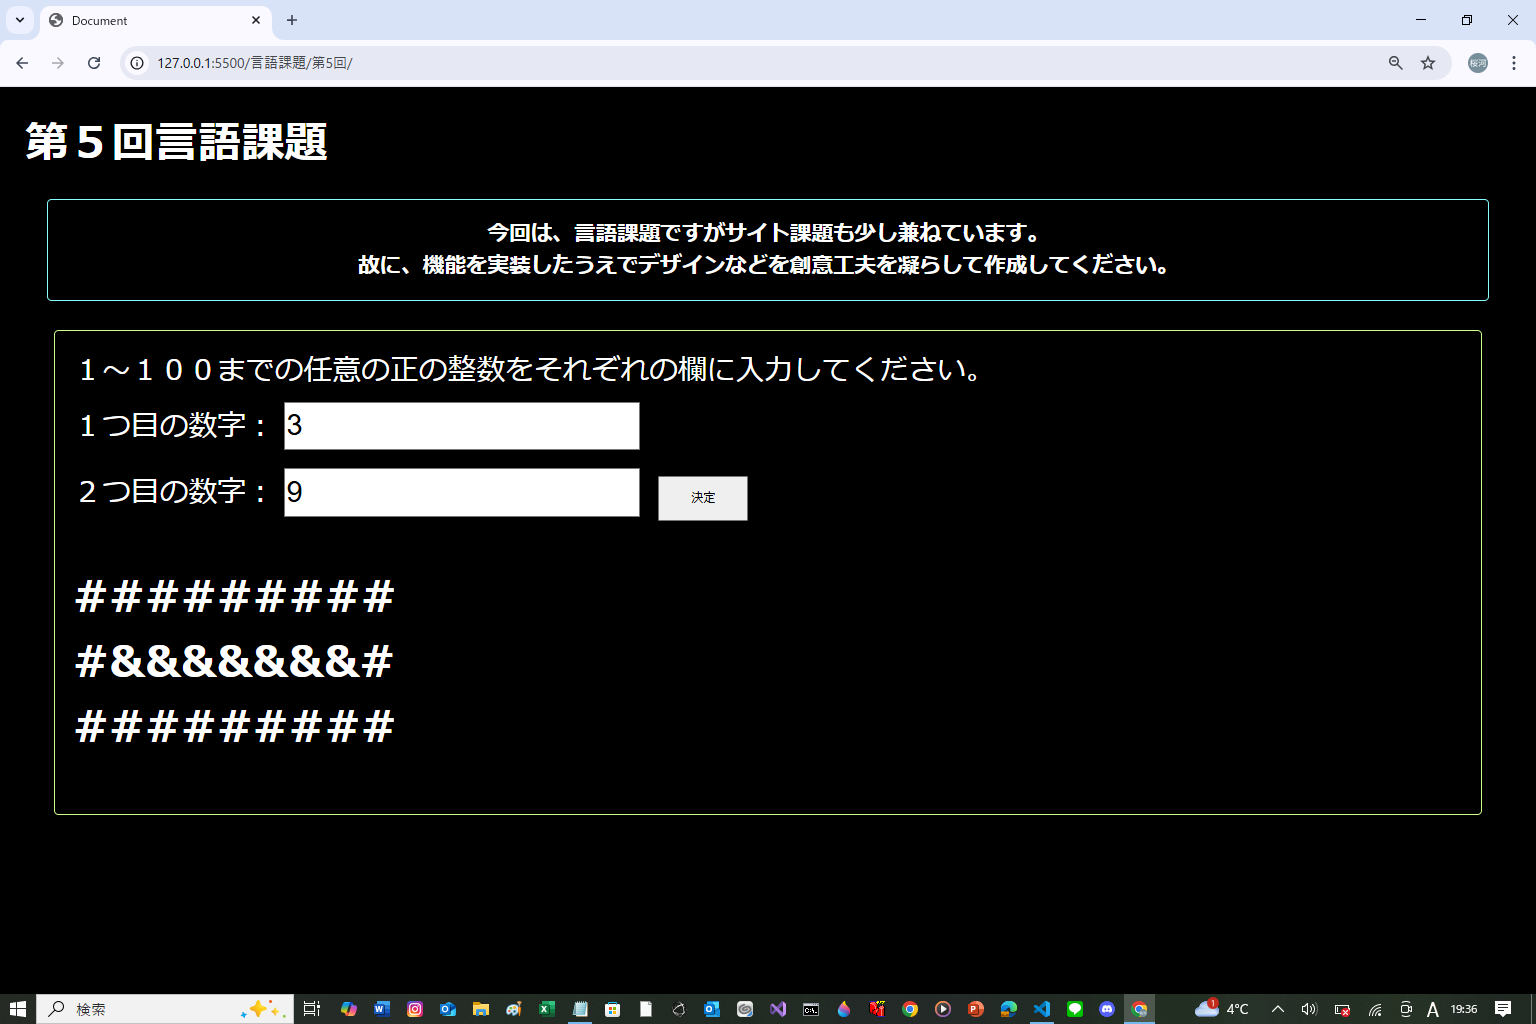 Document
127.0.0.1:5500/言語課題/第5回/
桜河
第５回言語課題
今回は、言語課題ですがサイト課題も少し兼ねています。
故に、機能を実装したうえでデザインなどを創意工夫を凝らして作成してください。
１～１００までの任意の正の整数をそれぞれの欄に入力してください。
１つ目の数字： 3
２つ目の数字： 9 決定
#########
#&&&&&&&#
#########
検索
1 4°C A 19:36